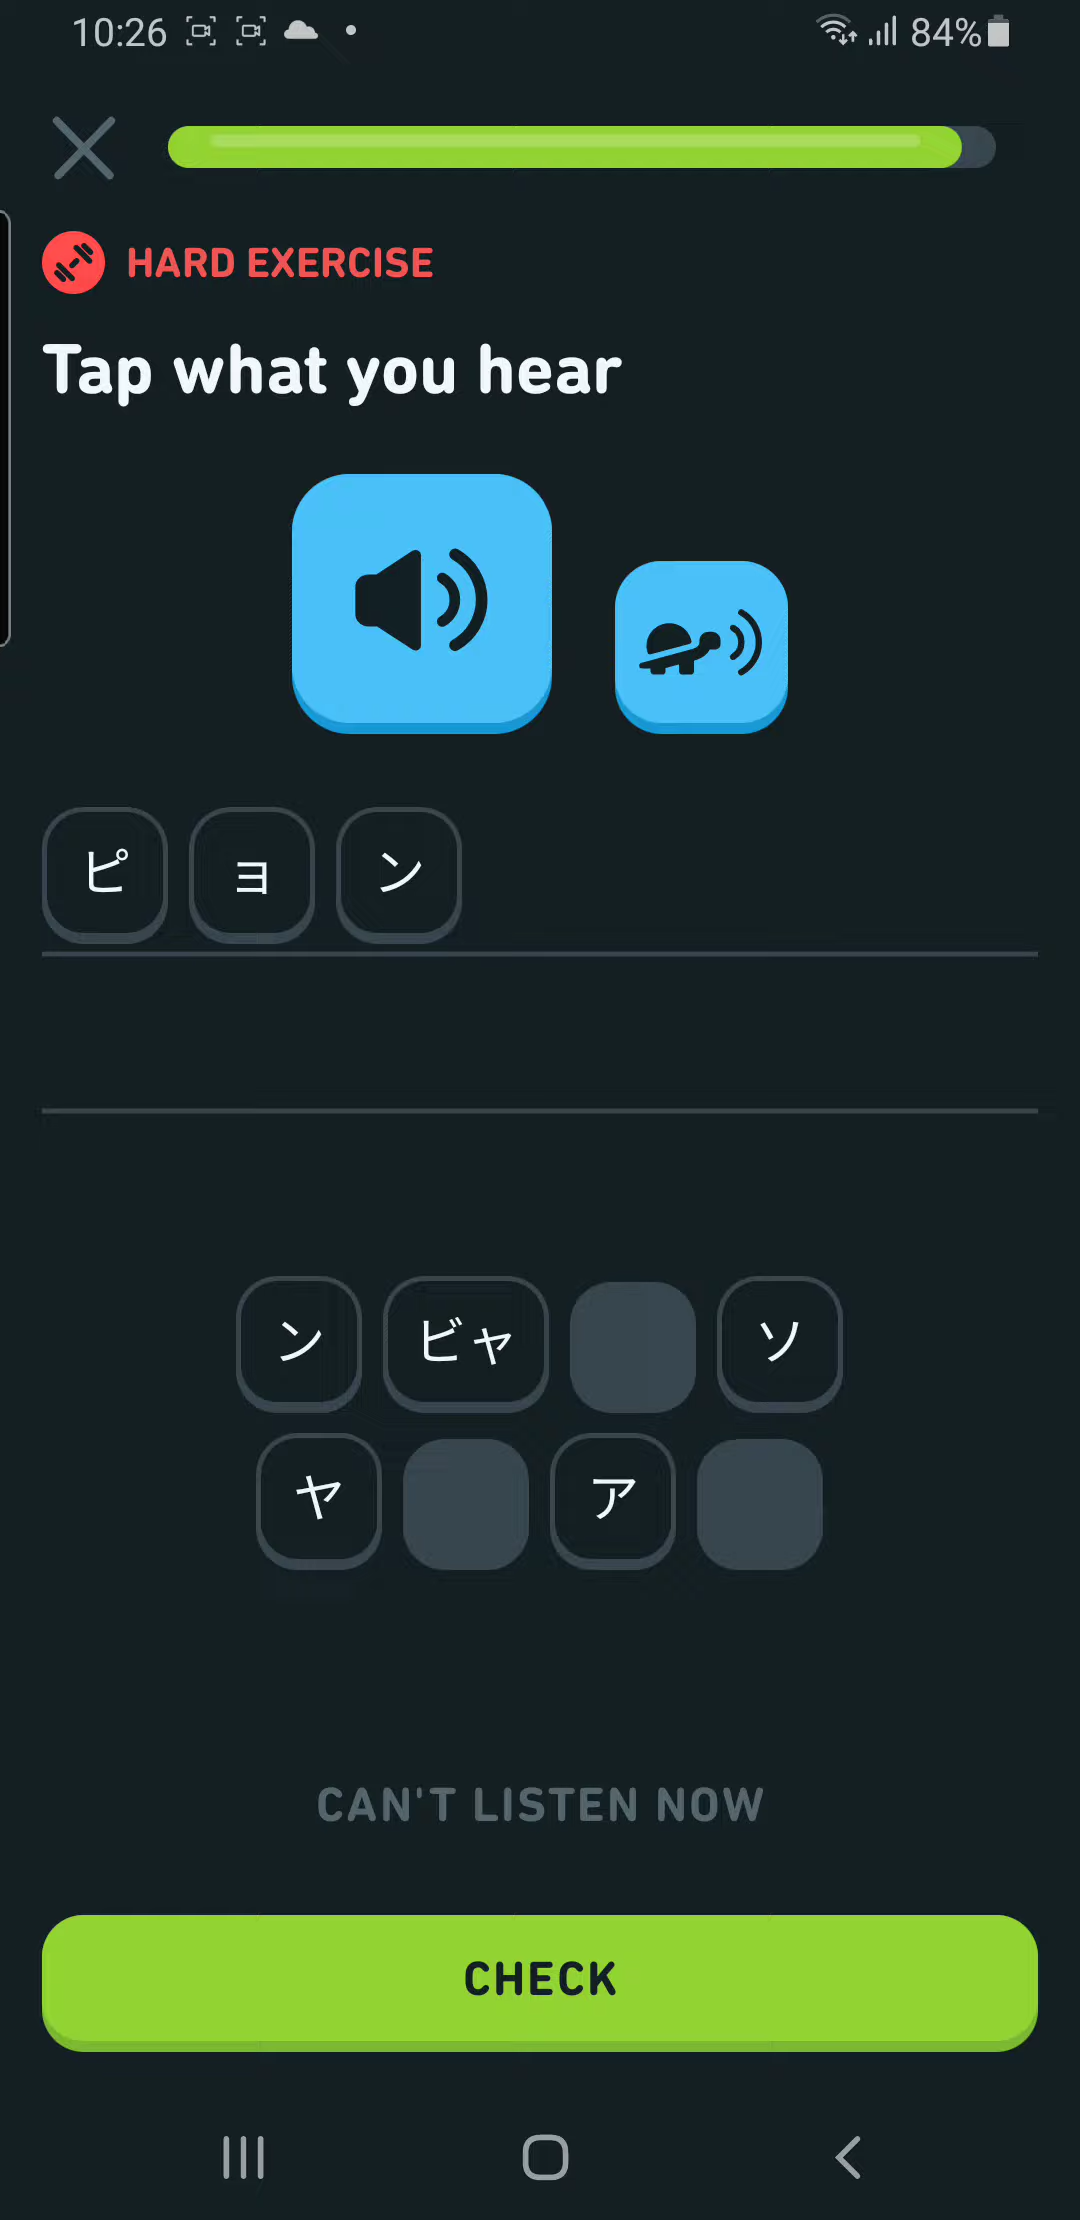 10:26 84%
HARD EXERCISE
Tap what you hear
ピ ョ ン
ン ビャ ソ
ヤ ア
CAN'T LISTEN NOW
CHECK